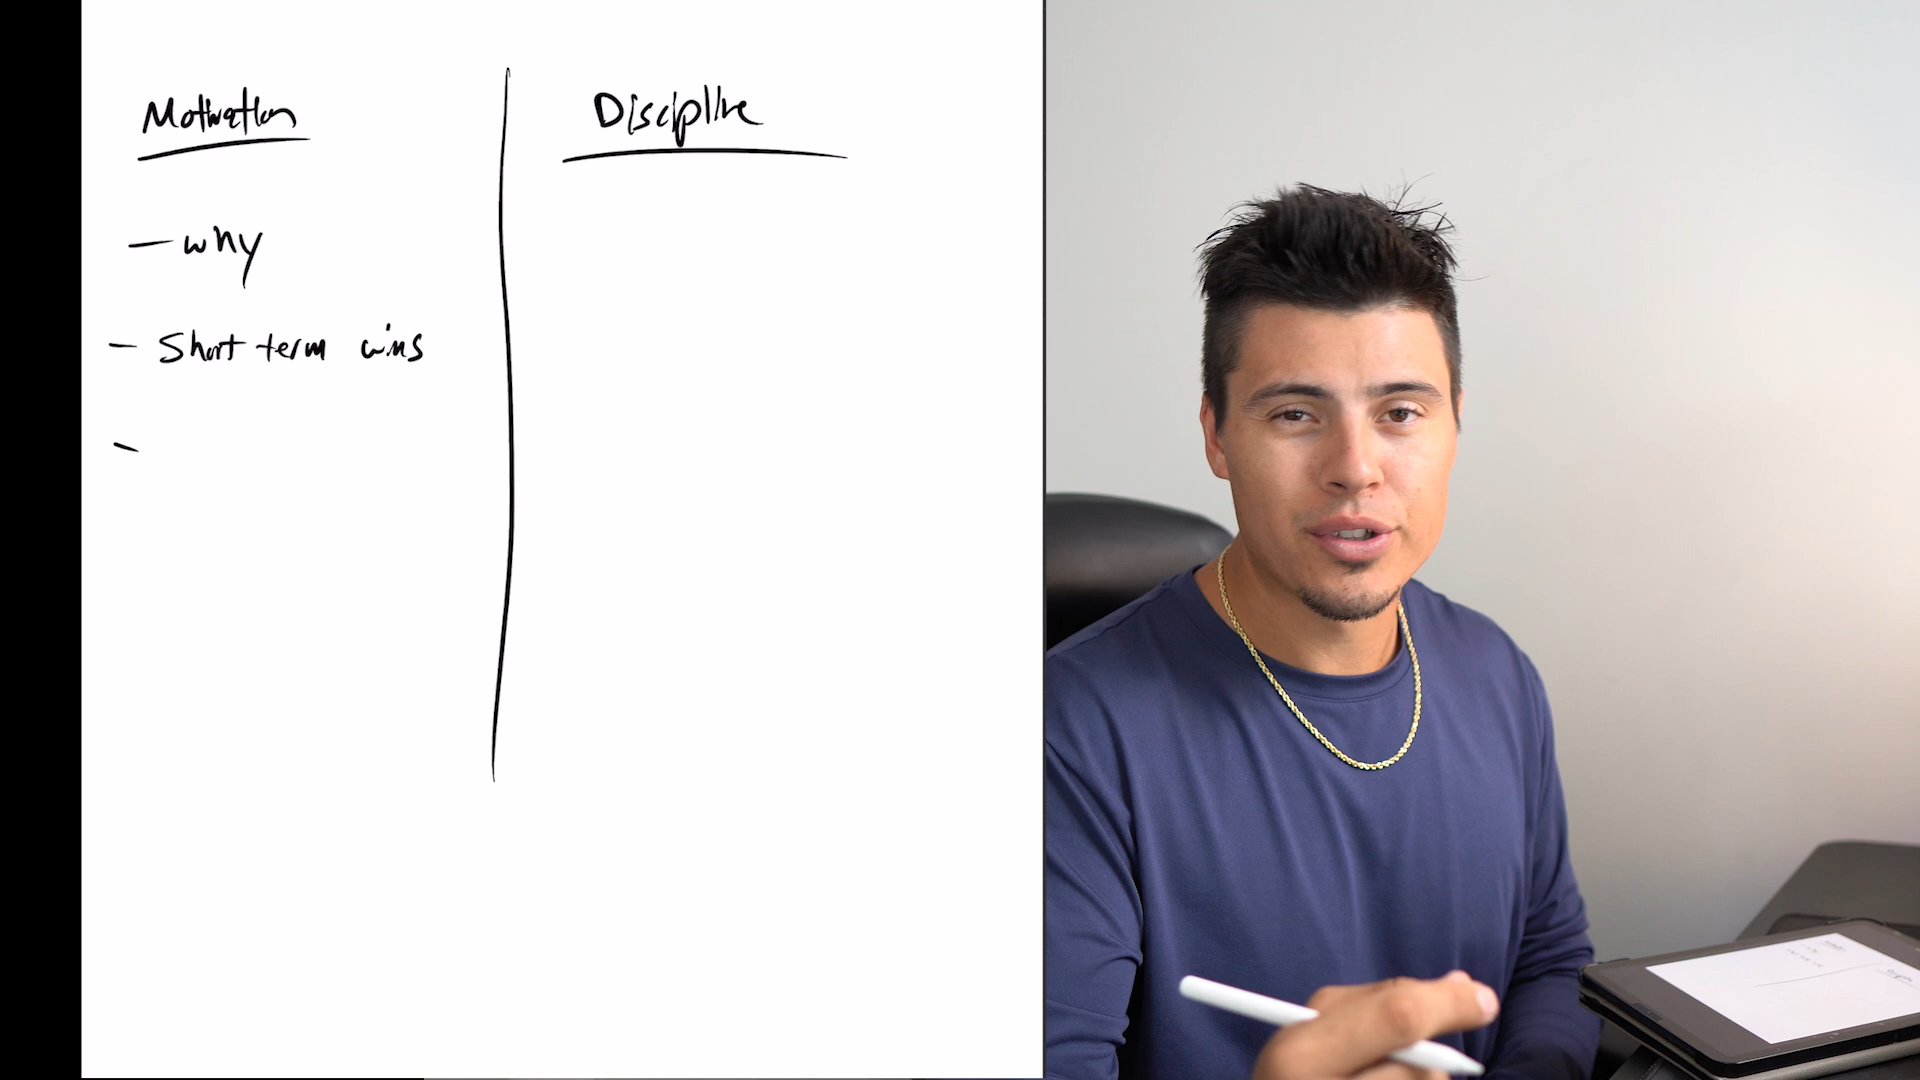 Motivation
Discipline
- why
- Short term wins
-